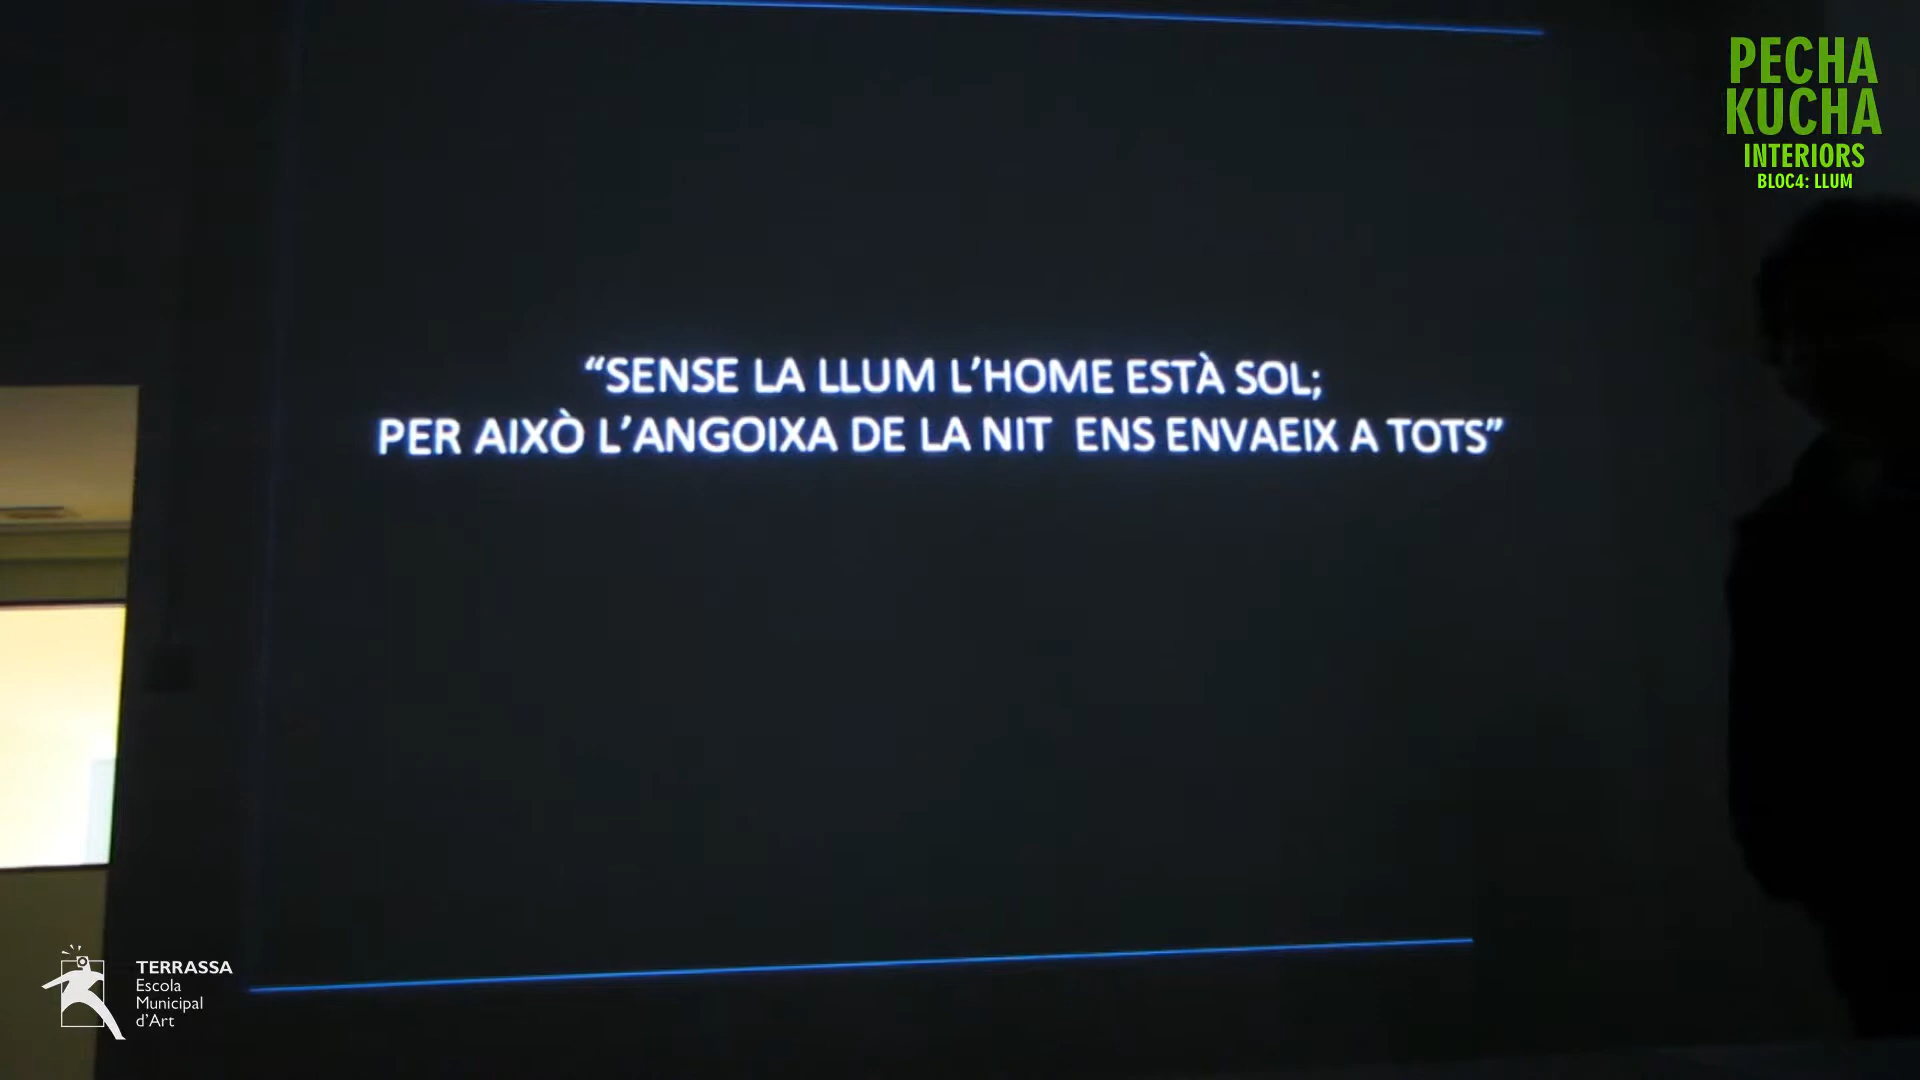 PECHA
KUCHA
INTERIORS
BLOC4: LLUM
“SENSE LA LLUM L’HOME ESTÀ SOL;
PER AIXÒ L’ANGOIXA DE LA NIT ENS ENVAEIX A TOTS”
TERRASSA
Escola
Municipal
d’Art